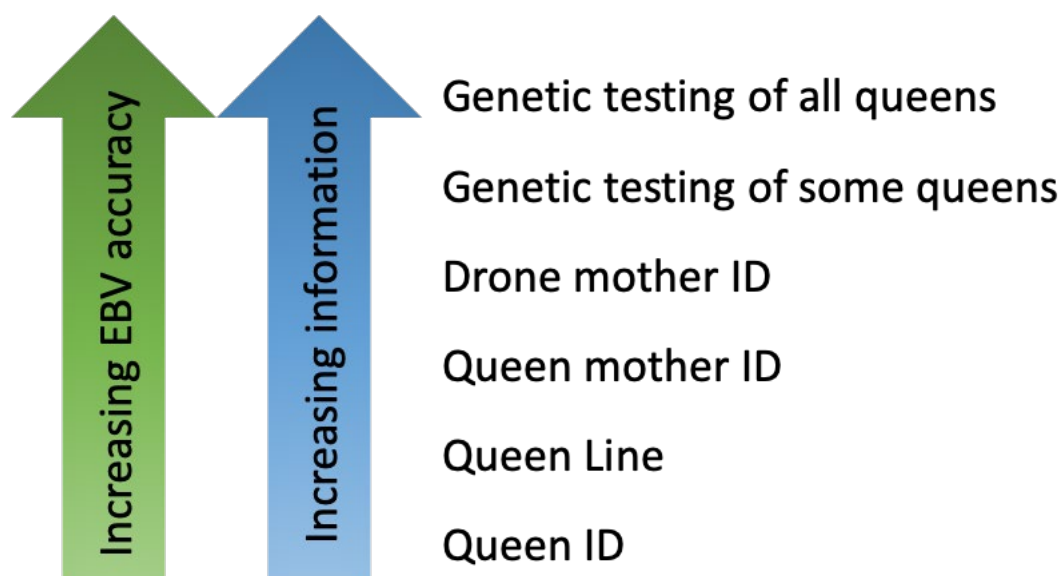 Increasing EBV accuracy
Increasing information
Genetic testing of all queens
Genetic testing of some queens
Drone mother ID
Queen mother ID
Queen Line
Queen ID